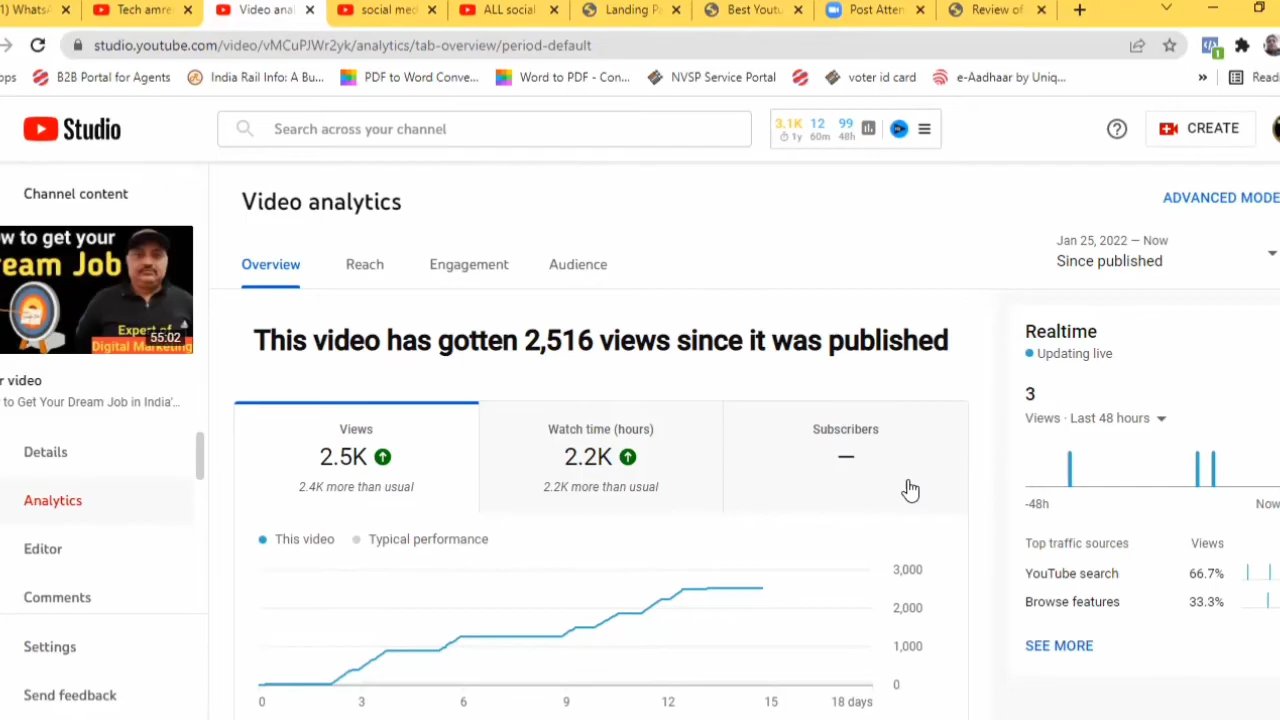 1) WhatsA
Tech amre
Video anal
social med
ALL social
Landing Pa
Best Youtu
Post Atten
Review of
studio.youtube.com/video/vMCuPJWr2yk/analytics/tab-overview/period-default
1
ops
B2B Portal for Agents
India Rail Info: A Bu...
PDF to Word Conve...
Word to PDF - Con...
NVSP Service Portal
voter id card
e-Aadhaar by Uniq...
»
Readi
Studio
Search across your channel
3.1K 12 99
1y 60m 48h
CREATE
Channel content
Video analytics
ADVANCED MODE
Jan 25, 2022 – Now
Since published
Overview
Reach
Engagement
Audience
ow to get your
ream Job
Expert of
Digital Marketing
55:02
r video
to Get Your Dream Job in India'...
Details
Analytics
Editor
Comments
Settings
Send feedback
This video has gotten 2,516 views since it was published
Views
2.5K
2.4K more than usual
Watch time (hours)
2.2K
2.2K more than usual
Subscribers
—
This video
Typical performance
3,000
2,000
1,000
0
0 3 6 9 12 15 18 days
Realtime
Updating live
3
Views · Last 48 hours
-48h
Now
Top traffic sources
Views
YouTube search
66.7%
Browse features
33.3%
SEE MORE